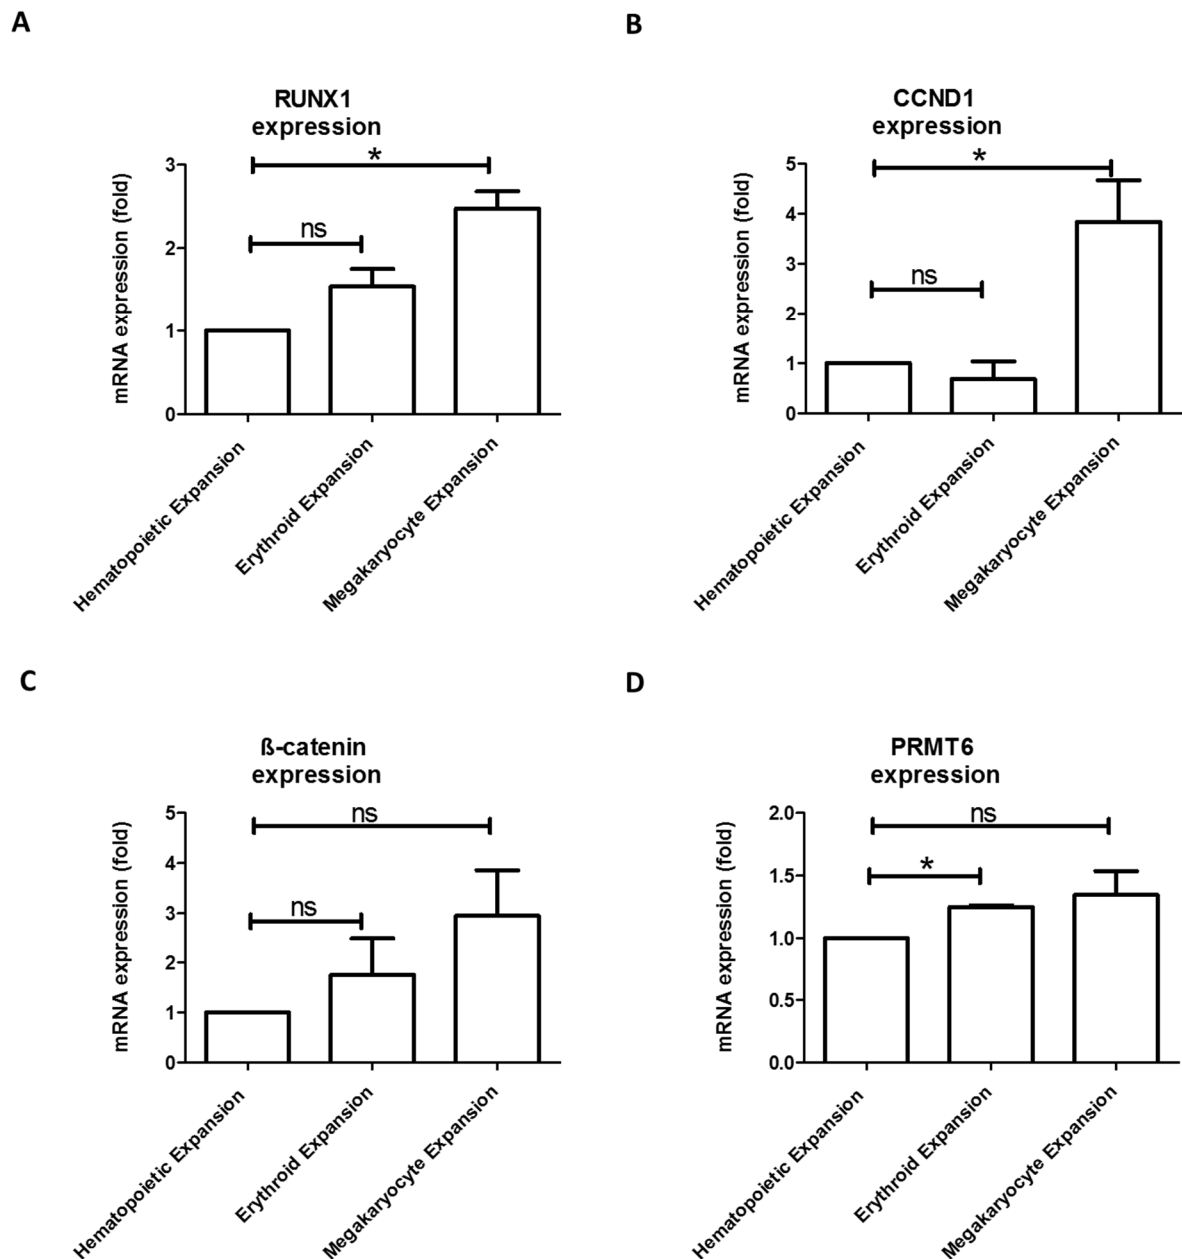 A
RUNX1
expression
*
ns
mRNA expression (fold)
3
2
1
0
Hematopoietic Expansion
Erythroid Expansion
Megakaryocyte Expansion
B
CCND1
expression
*
ns
mRNA expression (fold)
5
4
3
2
1
0
Hematopoietic Expansion
Erythroid Expansion
Megakaryocyte Expansion
C
ß-catenin
expression
ns
ns
mRNA expression (fold)
5
4
3
2
1
0
Hematopoietic Expansion
Erythroid Expansion
Megakaryocyte Expansion
D
PRMT6
expression
ns
*
mRNA expression (fold)
2.0
1.5
1.0
0.5
0.0
Hematopoietic Expansion
Erythroid Expansion
Megakaryocyte Expansion